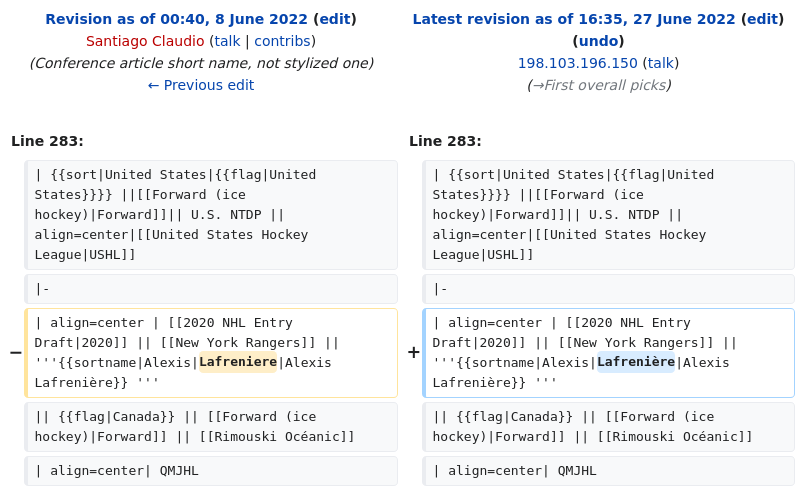 Revision as of 00:40, 8 June 2022 (edit)
Santiago Claudio (talk | contribs)
(Conference article short name, not stylized one)
← Previous edit
Latest revision as of 16:35, 27 June 2022 (edit)
(undo)
198.103.196.150 (talk)
(→First overall picks)
Line 283:
| {{sort|United States|{{flag|United
States}}}} ||[[Forward (ice
hockey)|Forward]]|| U.S. NTDP ||
align=center|[[United States Hockey
League|USHL]]
|-
− | align=center | [[2020 NHL Entry
Draft|2020]] || [[New York Rangers]] ||
'''{{sortname|Alexis|Lafreniere|Alexis
Lafrenière}} '''
|| {{flag|Canada}} || [[Forward (ice
hockey)|Forward]] || [[Rimouski Océanic]]
| align=center| QMJHL
Line 283:
| {{sort|United States|{{flag|United
States}}}} ||[[Forward (ice
hockey)|Forward]]|| U.S. NTDP ||
align=center|[[United States Hockey
League|USHL]]
|-
+ | align=center | [[2020 NHL Entry
Draft|2020]] || [[New York Rangers]] ||
'''{{sortname|Alexis|Lafrenière|Alexis
Lafrenière}} '''
|| {{flag|Canada}} || [[Forward (ice
hockey)|Forward]] || [[Rimouski Océanic]]
| align=center| QMJHL